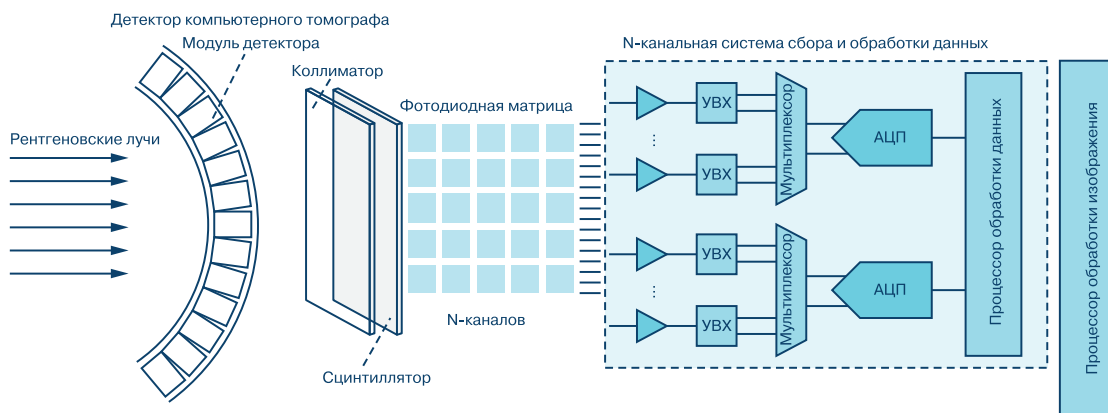 Детектор компьютерного томографа
Модуль детектора
Коллиматор
N-канальная система сбора и обработки данных
Фотодиодная матрица
Рентгеновские лучи
УВХ
...
УВХ
Мультиплексор
АЦП
УВХ
...
УВХ
Мультиплексор
АЦП
Процессор обработки данных
Процессор обработки изображения
N-каналов
Сцинтиллятор